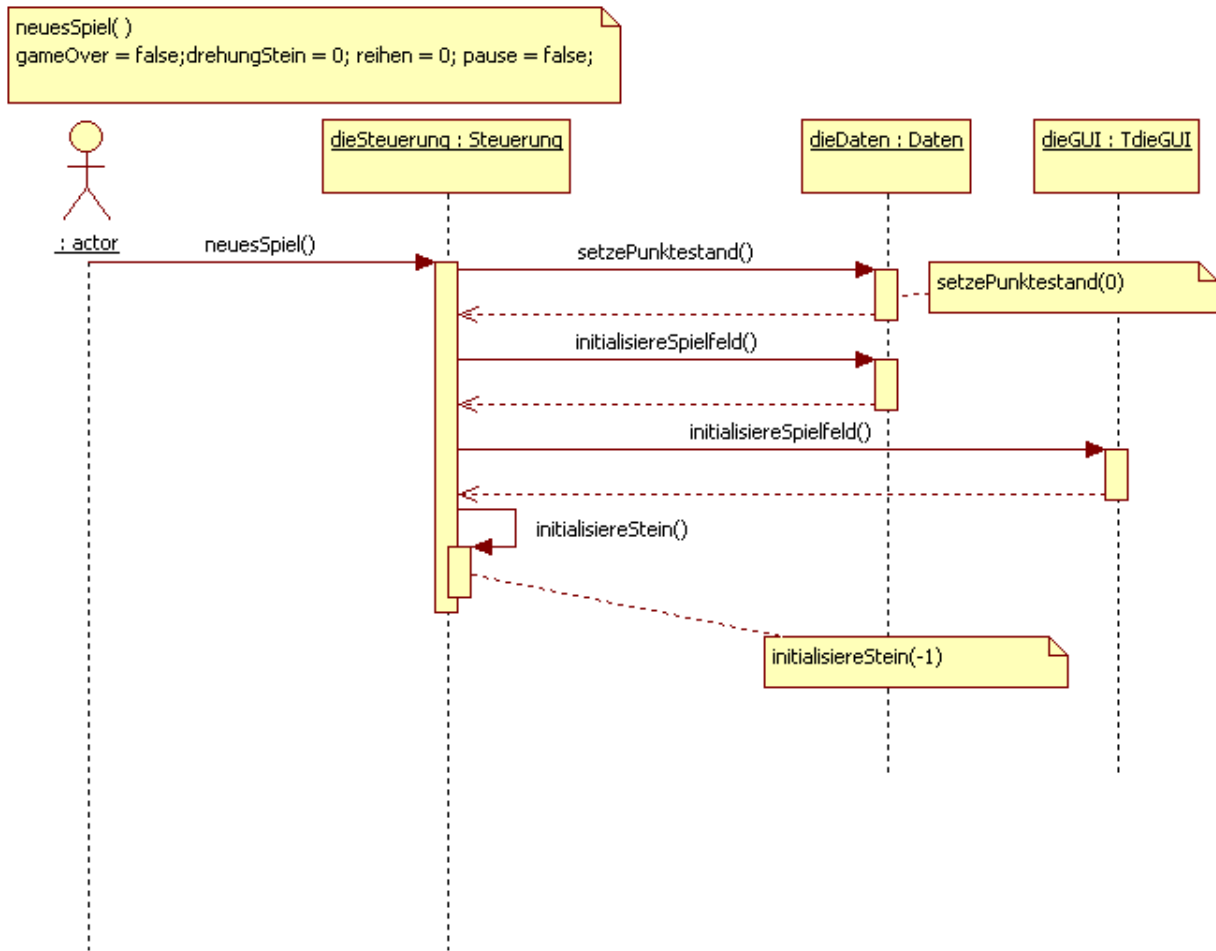 neuesSpiel( )
gameOver = false;drehungStein = 0; reihen = 0; pause = false;
dieSteuerung : Steuerung
dieDaten : Daten
dieGUI : TdieGUI
: actor
neuesSpiel()
setzePunktestand()
setzePunktestand(0)
initialisiereSpielfeld()
initialisiereSpielfeld()
initialisiereStein()
initialisiereStein(-1)